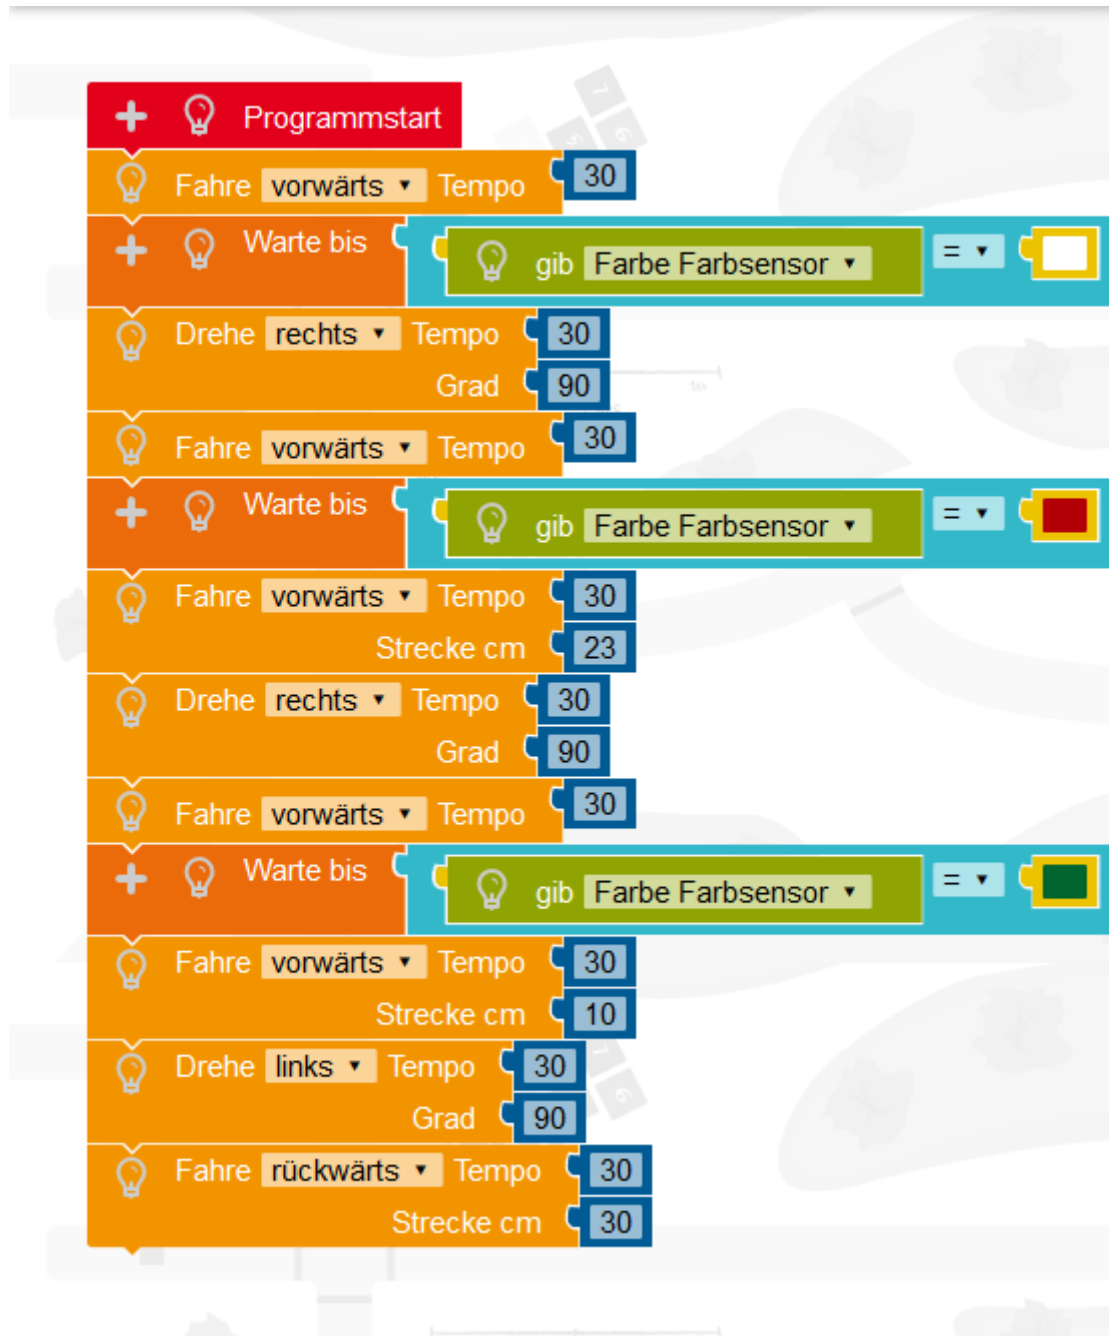 Programmstart
Fahre vorwärts Tempo 30
Warte bis gib Farbe Farbsensor =
Drehe rechts Tempo 30
Grad 90
Fahre vorwärts Tempo 30
Warte bis gib Farbe Farbsensor =
Fahre vorwärts Tempo 30
Strecke cm 23
Drehe rechts Tempo 30
Grad 90
Fahre vorwärts Tempo 30
Warte bis gib Farbe Farbsensor =
Fahre vorwärts Tempo 30
Strecke cm 10
Drehe links Tempo 30
Grad 90
Fahre rückwärts Tempo 30
Strecke cm 30